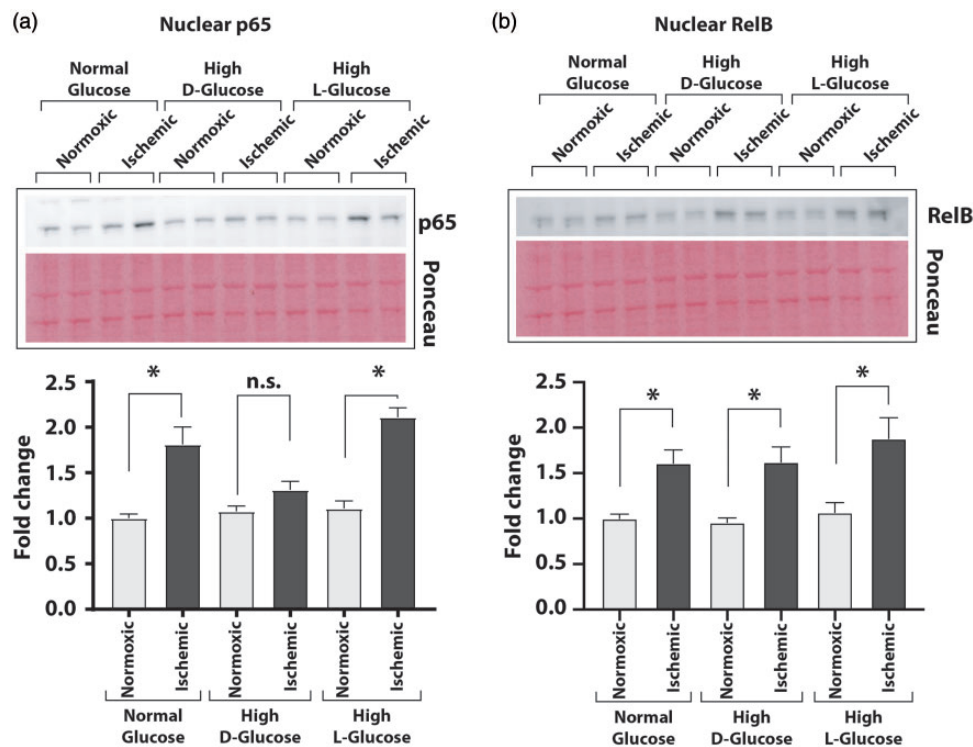 (a)
Nuclear p65
Normal
Glucose
High
D-Glucose
High
L-Glucose
Normoxic
Ischemic
Normoxic
Ischemic
Normoxic
Ischemic
p65
Ponceau
Fold change
2.5
2.0
1.5
1.0
0.5
0.0
*
n.s.
*
Normoxic
Ischemic
Normoxic
Ischemic
Normoxic
Ischemic
Normal
Glucose
High
D-Glucose
High
L-Glucose
(b)
Nuclear RelB
Normal
Glucose
High
D-Glucose
High
L-Glucose
Normoxic
Ischemic
Normoxic
Ischemic
Normoxic
Ischemic
RelB
Ponceau
Fold change
2.5
2.0
1.5
1.0
0.5
0.0
*
*
*
Normoxic
Ischemic
Normoxic
Ischemic
Normoxic
Ischemic
Normal
Glucose
High
D-Glucose
High
L-Glucose